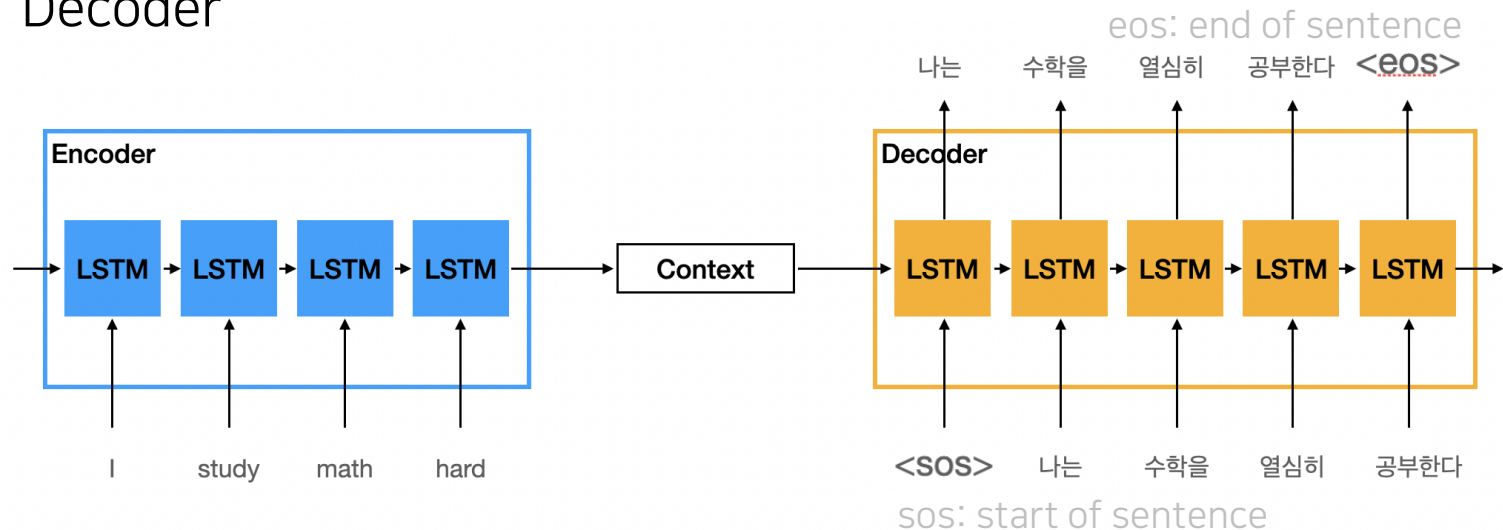 Decoder
eos: end of sentence
나는 수학을 열심히 공부한다 <eos>
Encoder
Decoder
LSTM LSTM LSTM LSTM
Context
LSTM LSTM LSTM LSTM LSTM
I study math hard
<sos> 나는 수학을 열심히 공부한다
sos: start of sentence